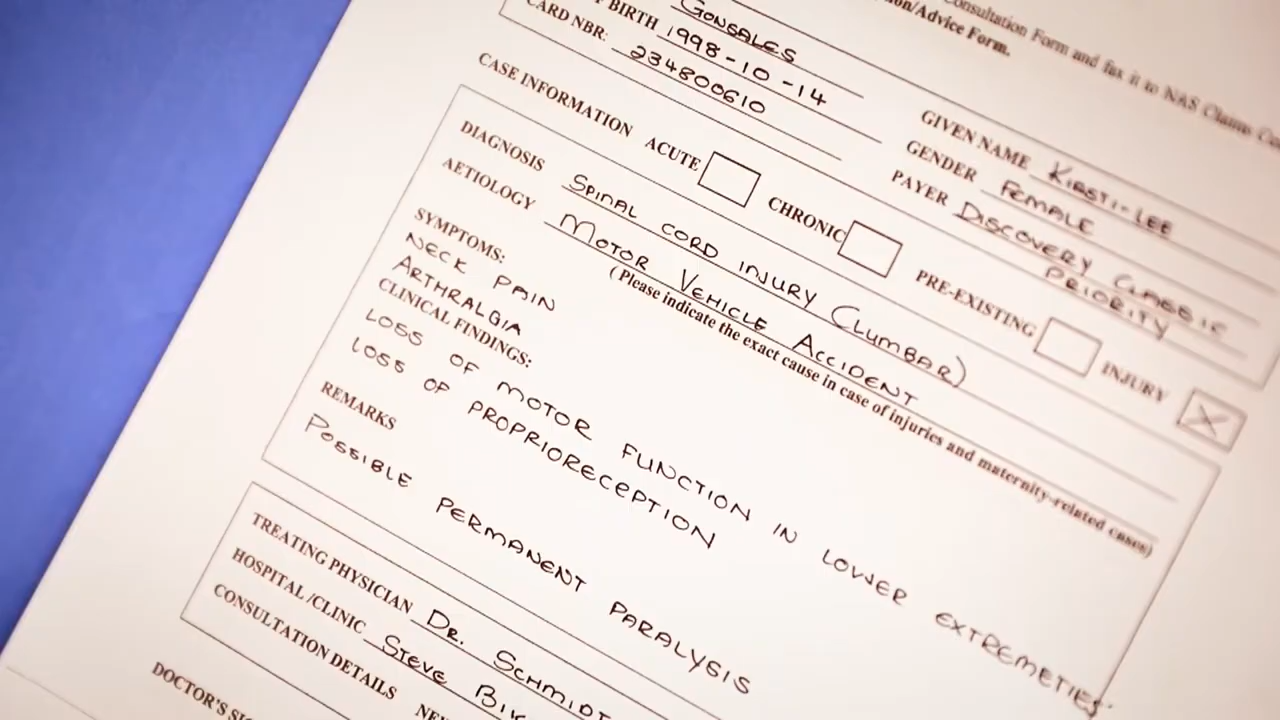 Consultation Form and fax it to NAS Claims
on/Advice Form.
GONSALES
BIRTH 1998-10-14
CARD NBR: 234800610
GIVEN NAME KIRSTI-LEE
GENDER FEMALE
PAYER DISCOVERY CLASSIC
PRIORITY
CASE INFORMATION ACUTE CHRONIC PRE-EXISTING INJURY X
DIAGNOSIS SPINAL CORD INJURY (LUMBAR)
AETIOLOGY MOTOR VEHICLE ACCIDENT
(Please indicate the exact cause in case of injuries and maternity-related cases)
SYMPTOMS:
NECK PAIN
ARTHRALGIA
CLINICAL FINDINGS:
LOSS OF MOTOR FUNCTION IN LOWER EXTREMETIES
LOSS OF PROPRIORECEPTION
REMARKS
POSSIBLE PERMANENT PARALYSIS
TREATING PHYSICIAN DR. SCHMIDT
HOSPITAL /CLINIC STEVE BIK
CONSULTATION DETAILS NE
DOCTOR'S